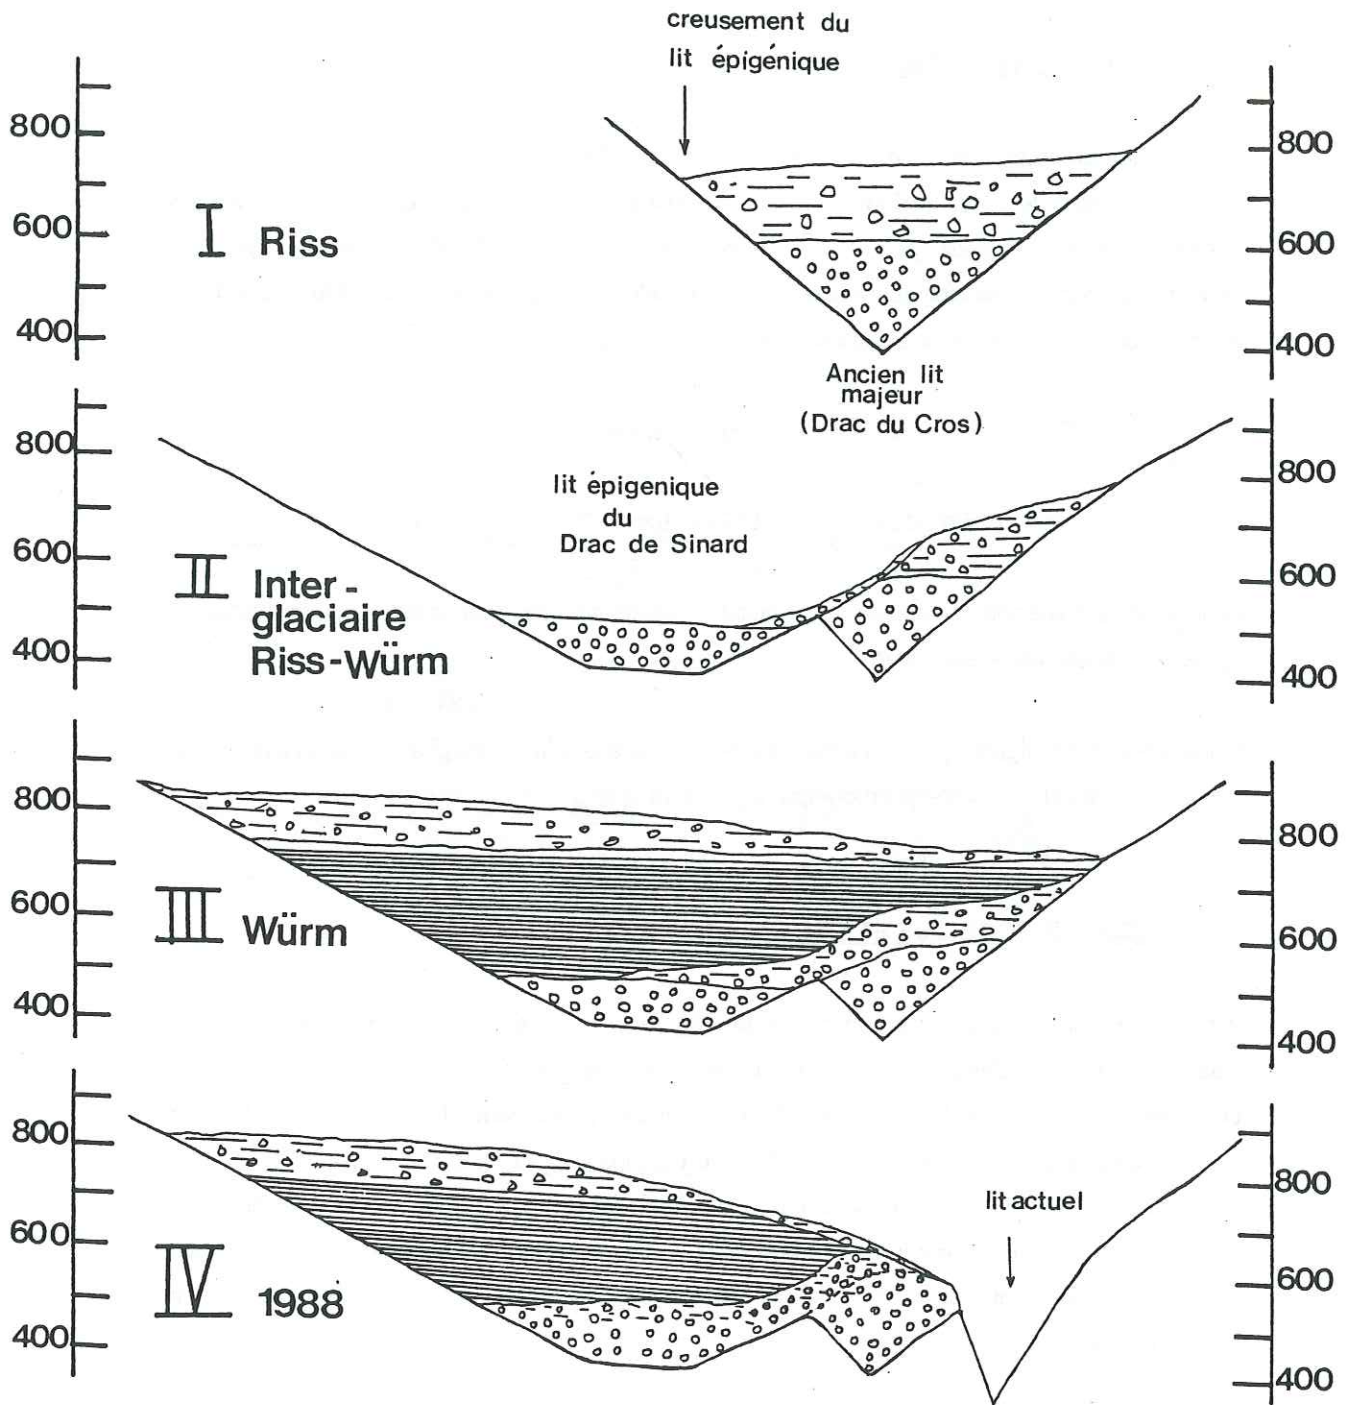 creusement du
lit épigénique
800
600
400
I Riss
800
600
400
Ancien lit
majeur
(Drac du Cros)
800
600
400
lit épigenique
du
Drac de Sinard
II Inter-
glaciaire
Riss-Würm
800
600
400
800
600
400
III Würm
800
600
400
800
600
400
lit actuel
IV 1988
800
600
400